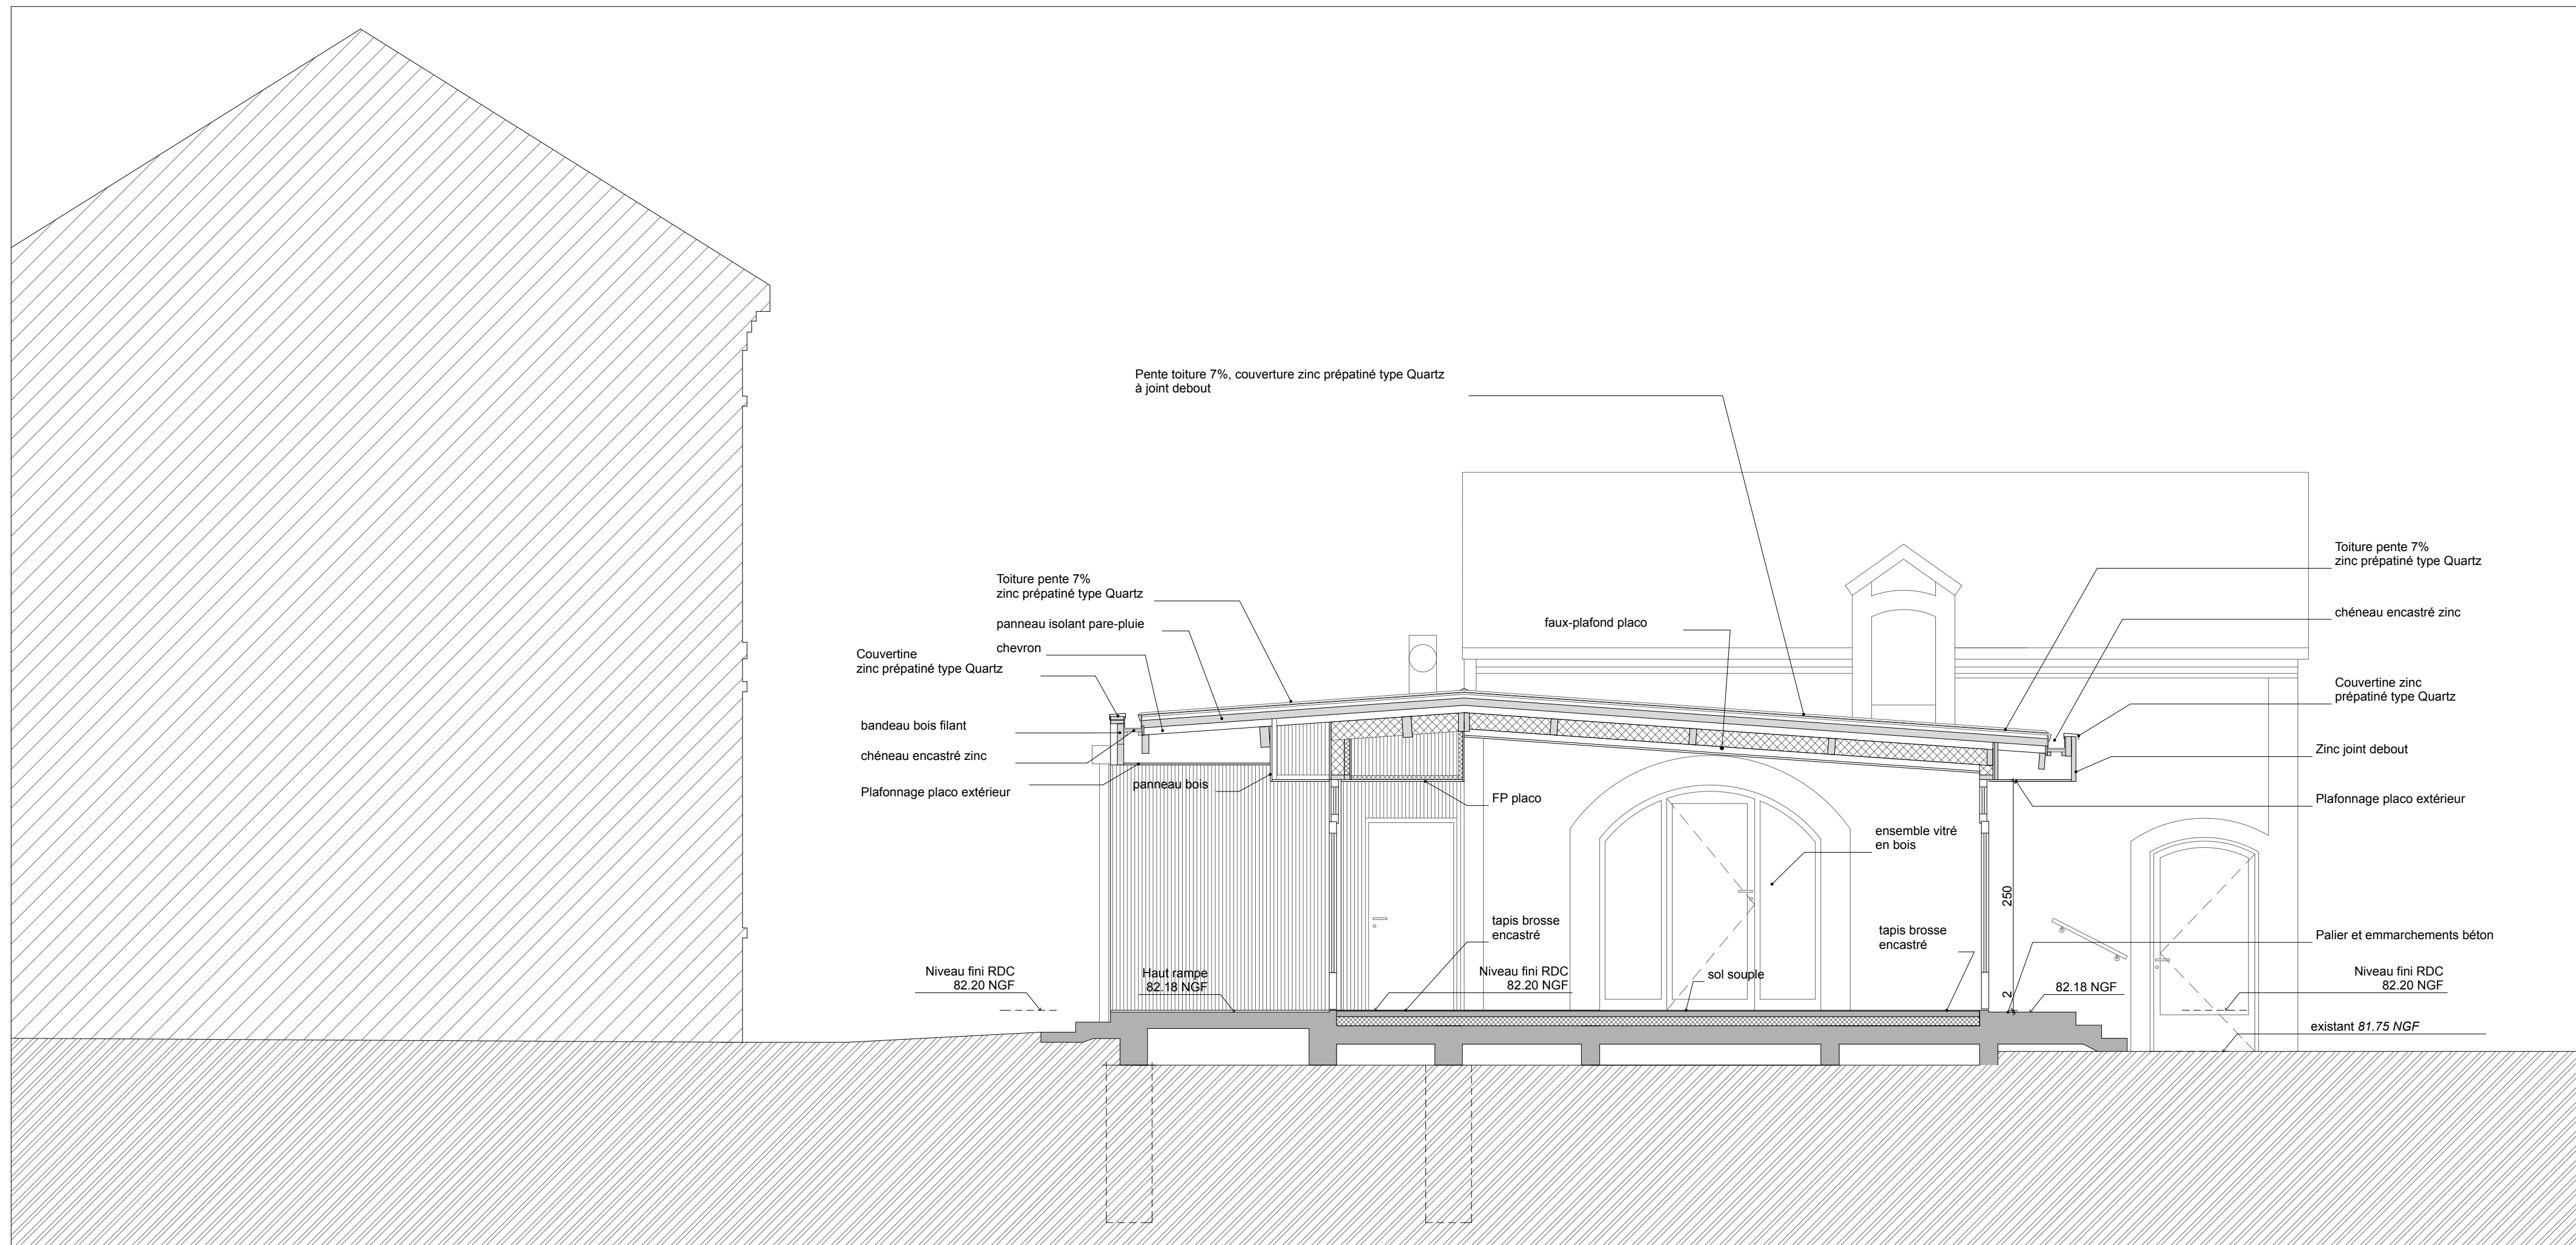 Pente toiture 7%, couverture zinc prépatiné type Quartz
à joint debout
Toiture pente 7%
zinc prépatiné type Quartz
Toiture pente 7%
zinc prépatiné type Quartz
chéneau encastré zinc
panneau isolant pare-pluie
faux-plafond placo
chevron
Couvertine
zinc prépatiné type Quartz
Couvertine zinc
prépatiné type Quartz
bandeau bois filant
Zinc joint debout
chéneau encastré zinc
panneau bois
Plafonnage placo extérieur
FP placo
Plafonnage placo extérieur
ensemble vitré
en bois
250
tapis brosse
encastré
tapis brosse
encastré
Palier et emmarchements béton
Niveau fini RDC
82.20 NGF
Haut rampe
82.18 NGF
Niveau fini RDC
82.20 NGF
sol souple
2
82.18 NGF
Niveau fini RDC
82.20 NGF
existant 81.75 NGF